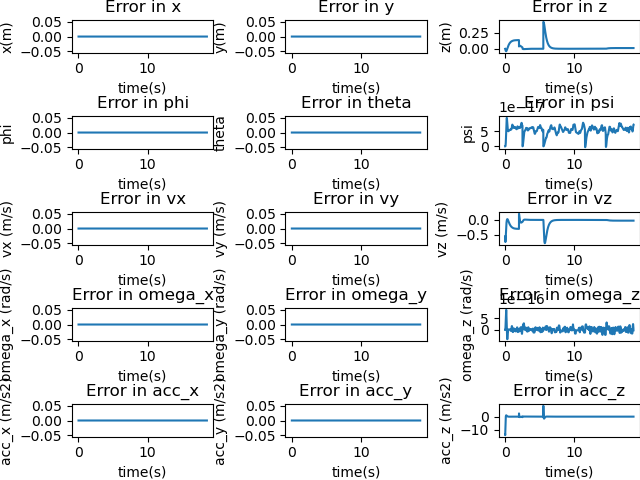 Error in x
Error in y
Error in z
x(m)
0.05
0.00
−0.05
0
10
time(s)
y(m)
0.05
0.00
−0.05
0
10
time(s)
z(m)
0.25
0.00
0
10
time(s)
Error in phi
Error in theta
Error in psi
phi
0.05
0.00
−0.05
0
10
time(s)
theta
0.05
0.00
−0.05
0
10
time(s)
psi
1e−17
5
0
0
10
time(s)
Error in vx
Error in vy
Error in vz
vx (m/s)
0.05
0.00
−0.05
0
10
time(s)
vy (m/s)
0.05
0.00
−0.05
0
10
time(s)
vz (m/s)
0.0
−0.5
0
10
time(s)
Error in omega_x
Error in omega_y
Error in omega_z
omega_x (rad/s)
0.05
0.00
−0.05
0
10
time(s)
omega_y (rad/s)
0.05
0.00
−0.05
0
10
time(s)
omega_z (rad/s)
1e−16
5
0
0
10
time(s)
Error in acc_x
Error in acc_y
Error in acc_z
acc_x (m/s2)
0.05
0.00
−0.05
0
10
time(s)
acc_y (m/s2)
0.05
0.00
−0.05
0
10
time(s)
acc_z (m/s2)
0
−10
0
10
time(s)